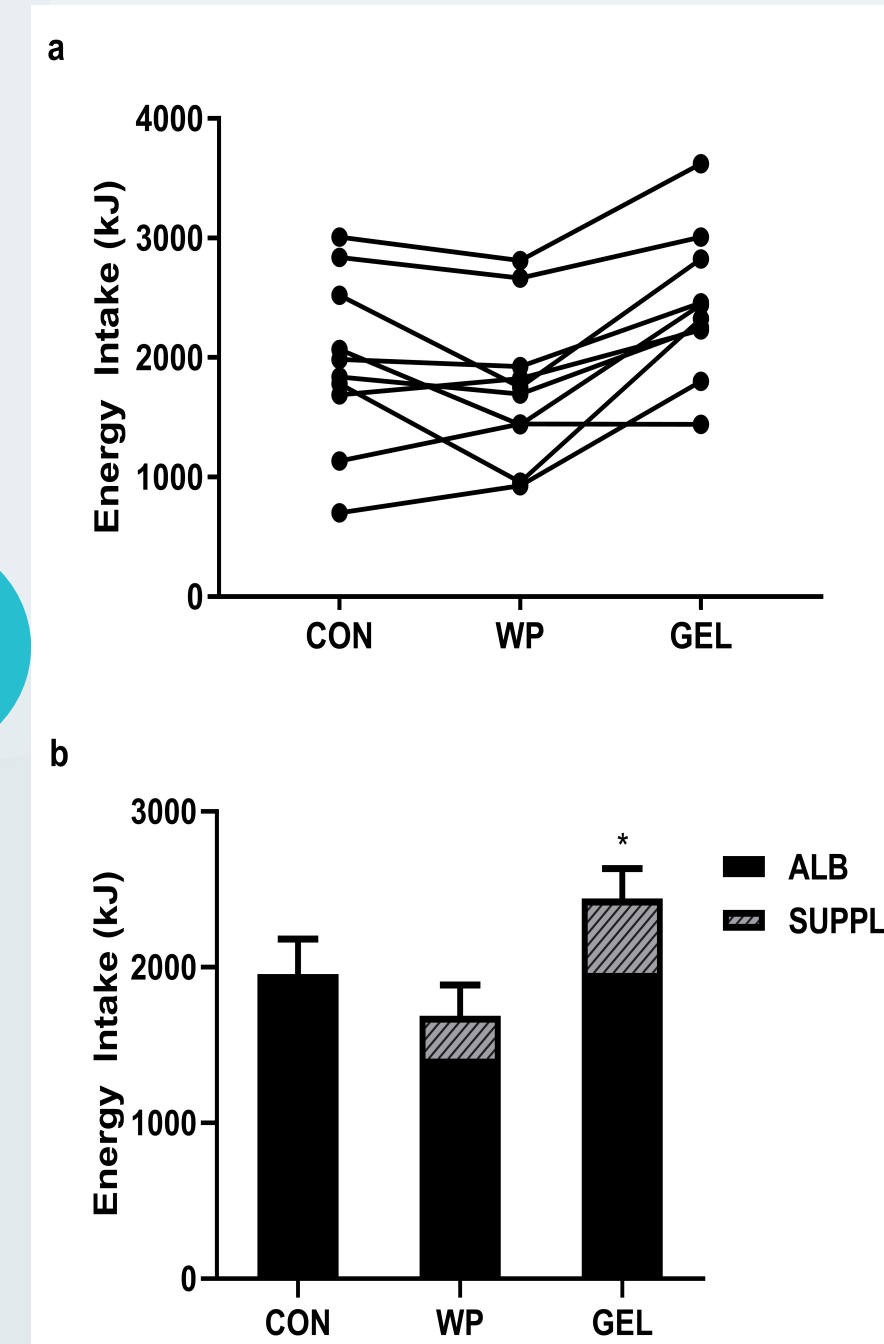 a
4000
3000
2000
1000
0
Energy Intake (kJ)
CON WP GEL
b
3000
2000
1000
0
Energy Intake (kJ)
*
ALB
SUPPL
CON WP GEL